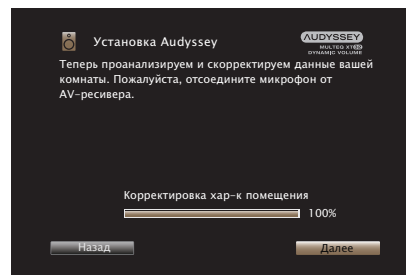 Установка Audyssey
AUDYSSEY
MULTEQ XT32
DYNAMIC VOLUME
Теперь проанализируем и скорректируем данные вашей
комнаты. Пожалуйста, отсоедините микрофон от
AV-ресивера.
Корректировка хар-к помещения
100%
Назад
Далее